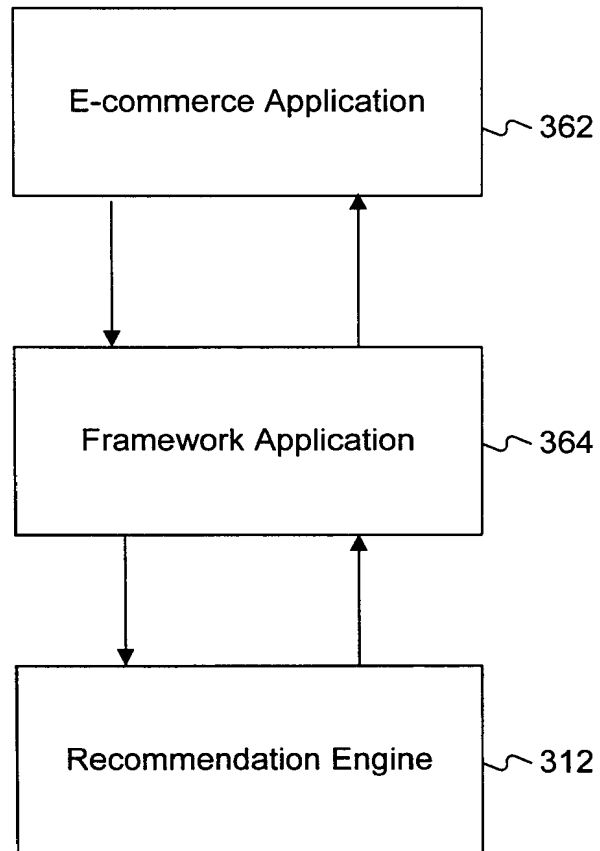 E-commerce Application
362
Framework Application
364
Recommendation Engine
312